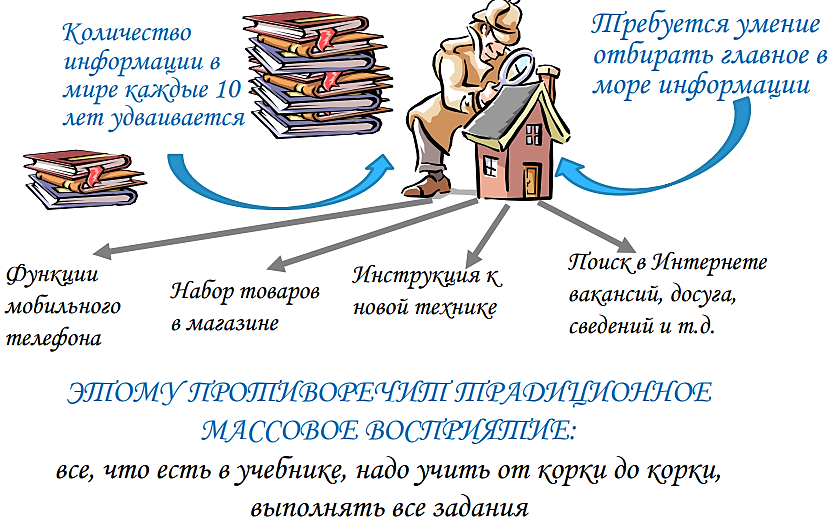 Количество
информации в
мире каждые 10
лет удваивается
Требуется умение
отбирать главное в
море информации
Функции
мобильного
телефона
Набор товаров
в магазине
Инструкция к
новой технике
Поиск в Интернете
вакансий, досуга,
сведений и т.д.
ЭТОМУ ПРОТИВОРЕЧИТ ТРАДИЦИОННОЕ
МАССОВОЕ ВОСПРИЯТИЕ:
все, что есть в учебнике, надо учить от корки до корки,
выполнять все задания